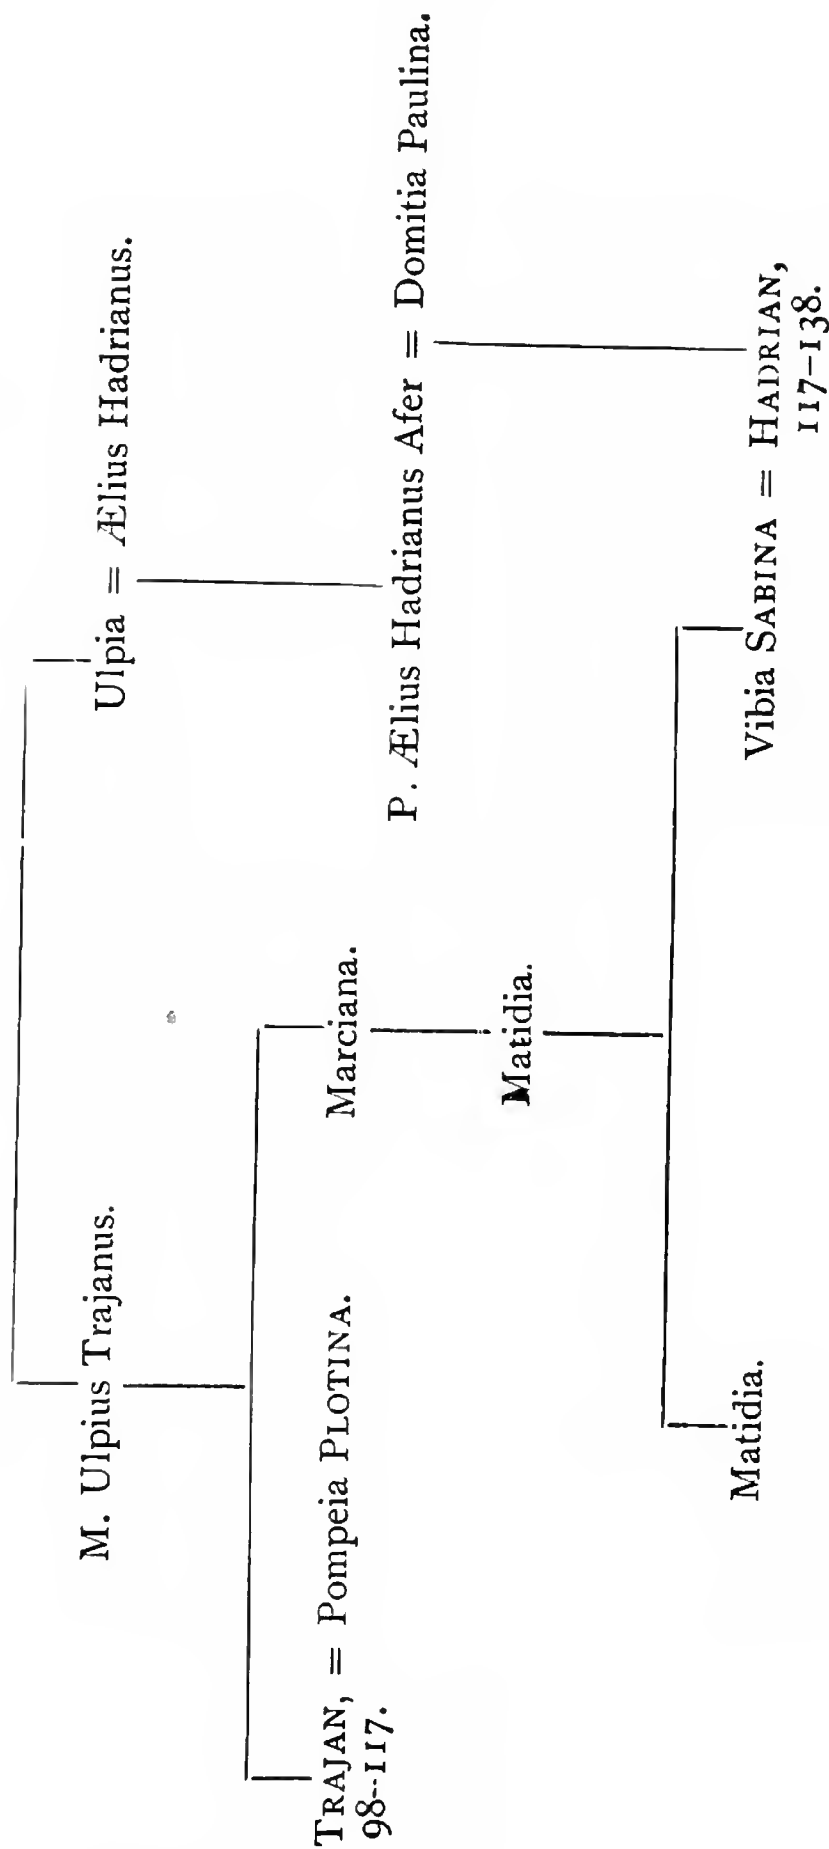 M. Ulpius Trajanus.
Ulpia = Ælius Hadrianus.
TRAJAN, = Pompeia PLOTINA.
98--117.
Marciana.
P. Ælius Hadrianus Afer = Domitia Paulina.
Matidia.
Matidia.
Vibia SABINA = HADRIAN,
117-138.